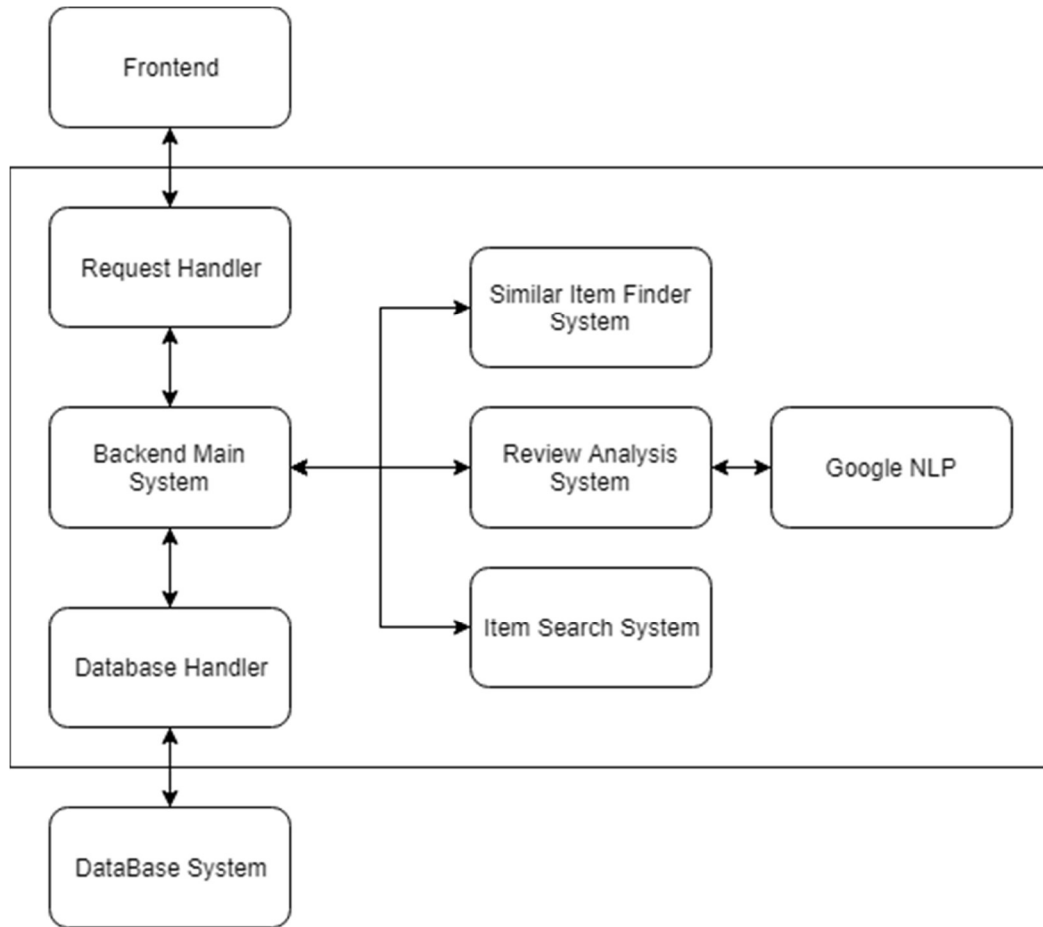 Frontend
Request Handler
Similar Item Finder
System
Backend Main
System
Review Analysis
System
Google NLP
Item Search System
Database Handler
DataBase System